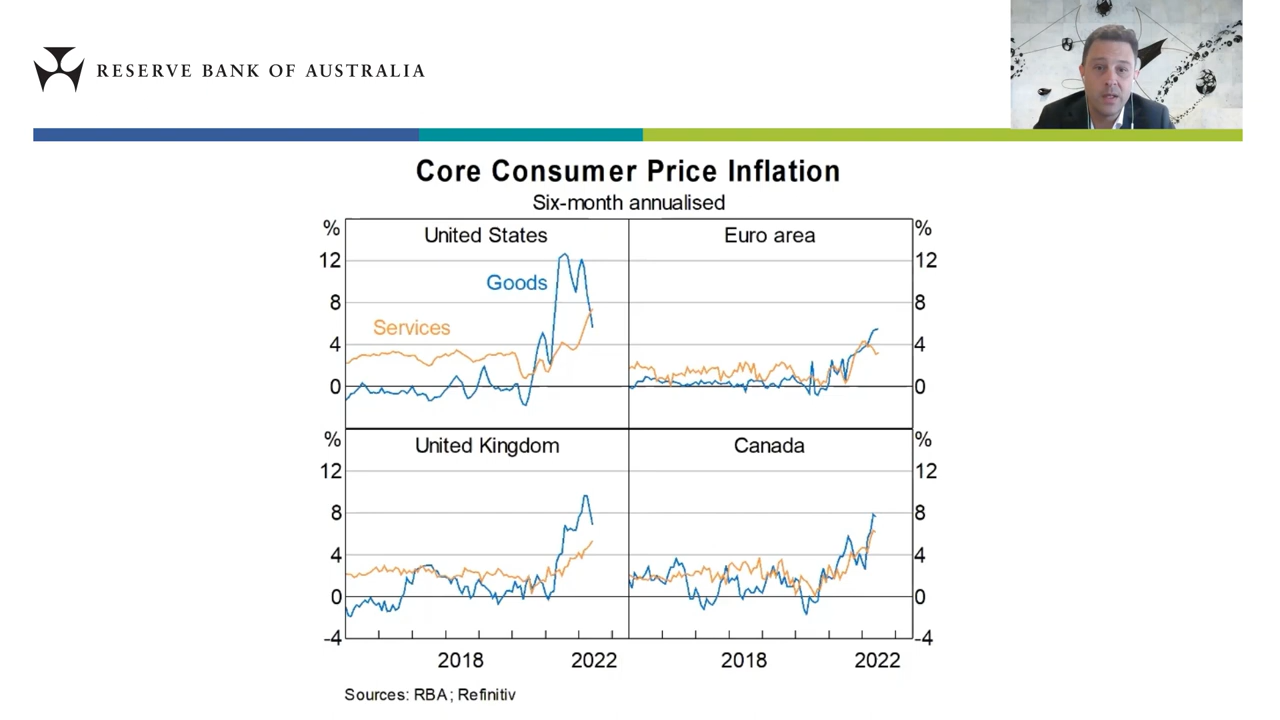 RESERVE BANK OF AUSTRALIA
Core Consumer Price Inflation
Six-month annualised
% United States Euro area %
12 12
Goods
8 8
Services
4 4
0 0
% United Kingdom Canada %
12 12
8 8
4 4
0 0
-4 -4
2018 2022 2018 2022
Sources: RBA; Refinitiv